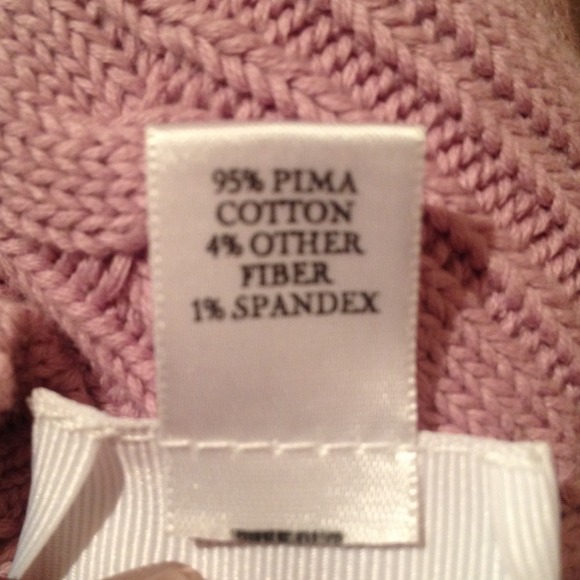 95% PIMA
COTTON
4% OTHER
FIBER
1% SPANDEX